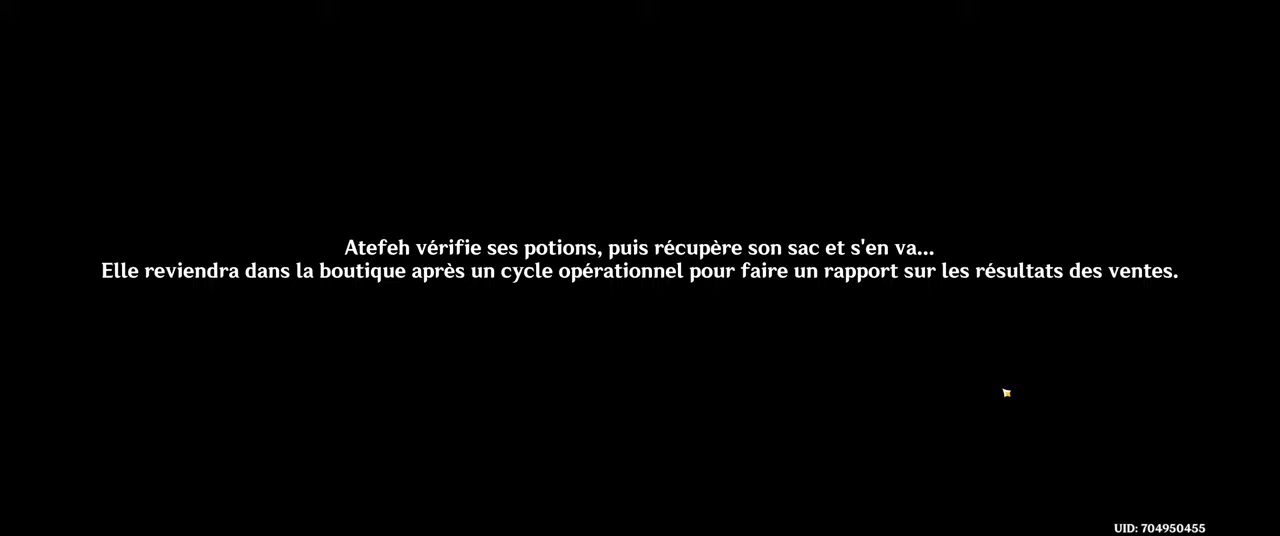 Atefeh vérifie ses potions, puis récupère son sac et s'en va...
Elle reviendra dans la boutique après un cycle opérationnel pour faire un rapport sur les résultats des ventes.
UID: 704950455